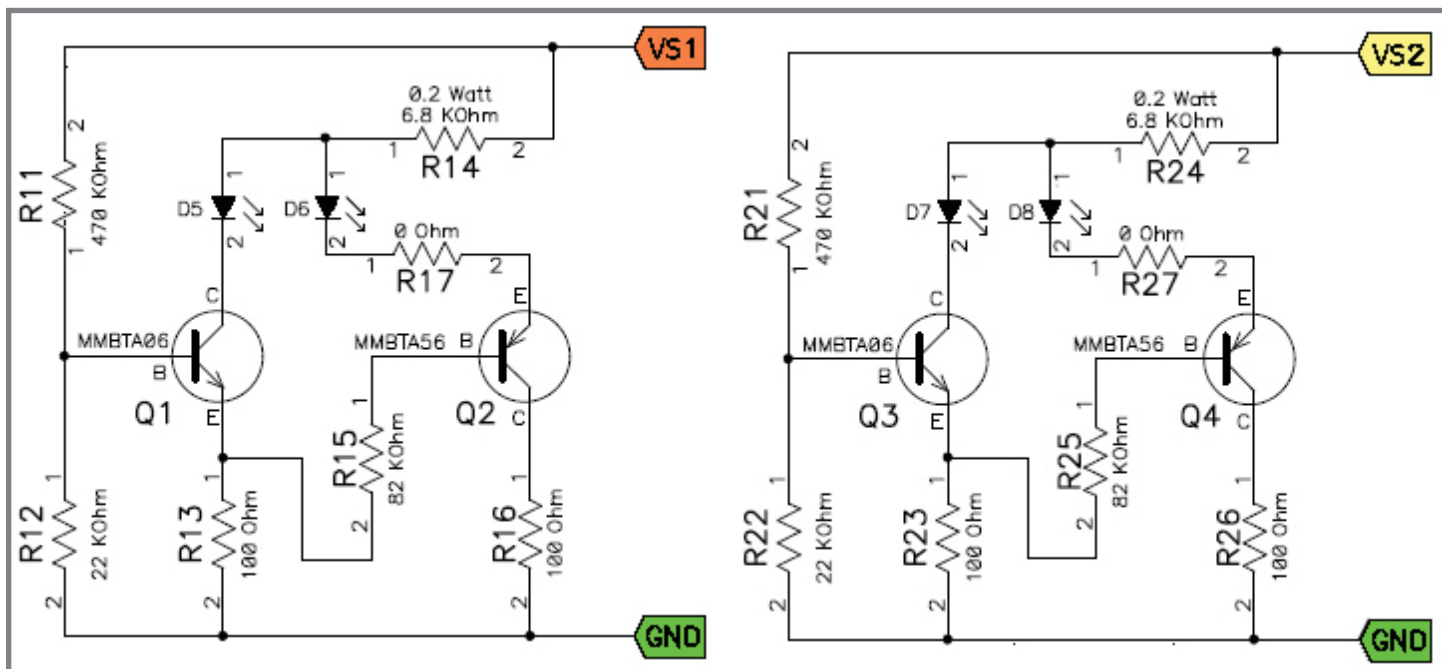 VS1
0.2 Watt
6.8 KOhm
1
R14
2
2
R11
470 KOhm
1
D5
1
2
D6
1
2
0 Ohm
1
R17
2
C
MMBTA06
B
Q1
E
E
MMBTA56
B
Q2
C
1
R15
82 KOhm
2
1
R12
22 KOhm
2
1
R13
100 Ohm
2
1
R16
100 Ohm
2
GND
VS2
0.2 Watt
6.8 KOhm
1
R24
2
2
R21
470 KOhm
1
D7
1
2
D8
1
2
0 Ohm
1
R27
2
C
MMBTA06
B
Q3
E
E
MMBTA56
B
Q4
C
1
R25
82 KOhm
2
1
R22
22 KOhm
2
1
R23
100 Ohm
2
1
R26
100 Ohm
2
GND